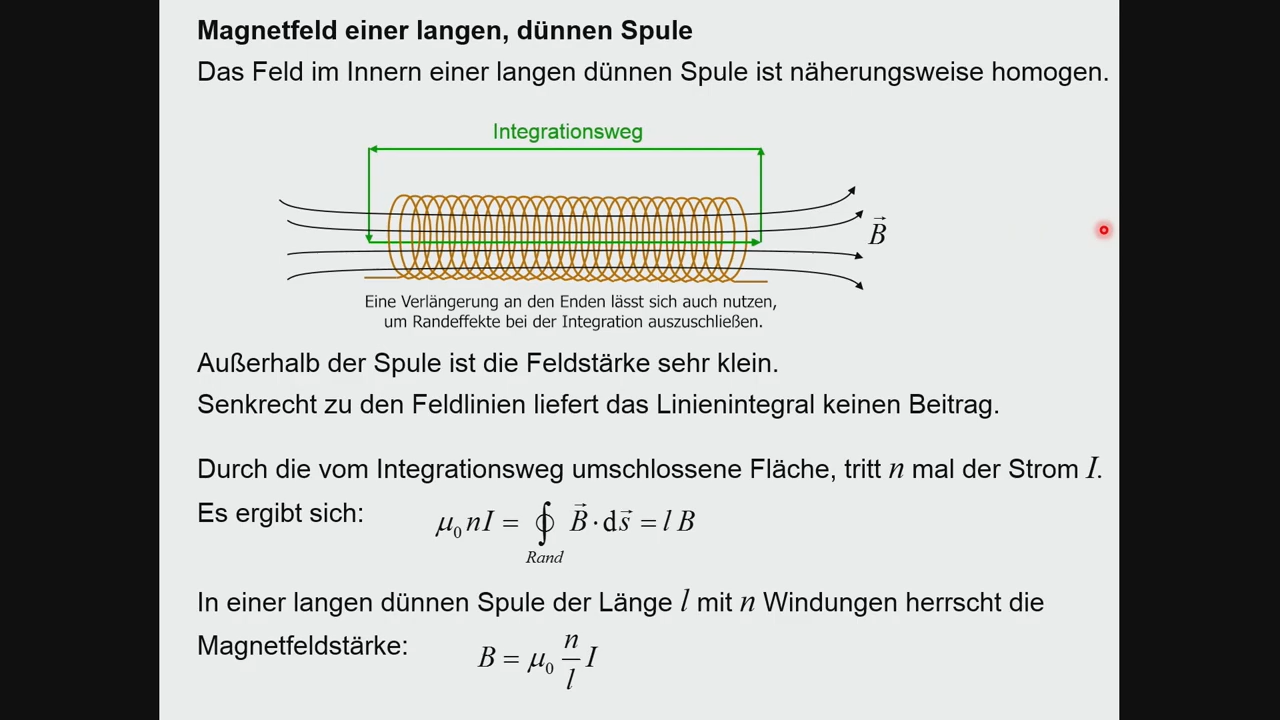 Magnetfeld einer langen, dünnen Spule
Das Feld im Innern einer langen dünnen Spule ist näherungsweise homogen.
Integrationsweg
B⃗
Eine Verlängerung an den Enden lässt sich auch nutzen,
um Randeffekte bei der Integration auszuschließen.
Außerhalb der Spule ist die Feldstärke sehr klein.
Senkrecht zu den Feldlinien liefert das Linienintegral keinen Beitrag.
Durch die vom Integrationsweg umschlossene Fläche, tritt n mal der Strom I.
Es ergibt sich: μ₀ n I = ∮ B⃗ · ds⃗ = l B
Rand
In einer langen dünnen Spule der Länge l mit n Windungen herrscht die
Magnetfeldstärke: B = μ₀ n/l I